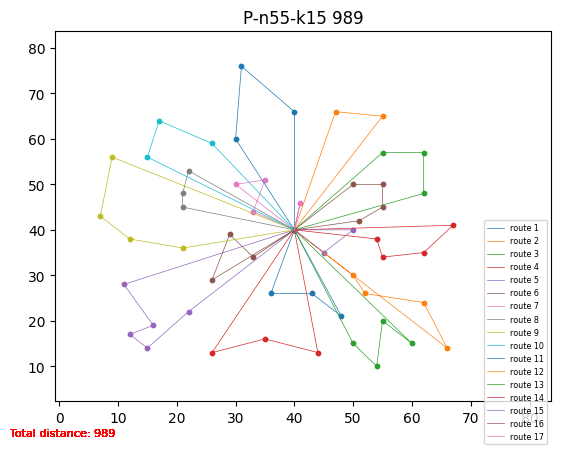 P-n55-k15 989
80
70
60
50
40
30
20
10
0 10 20 30 40 50 60 70 80
route 1
route 2
route 3
route 4
route 5
route 6
route 7
route 8
route 9
route 10
route 11
route 12
route 13
route 14
route 15
route 16
route 17
Total distance: 989